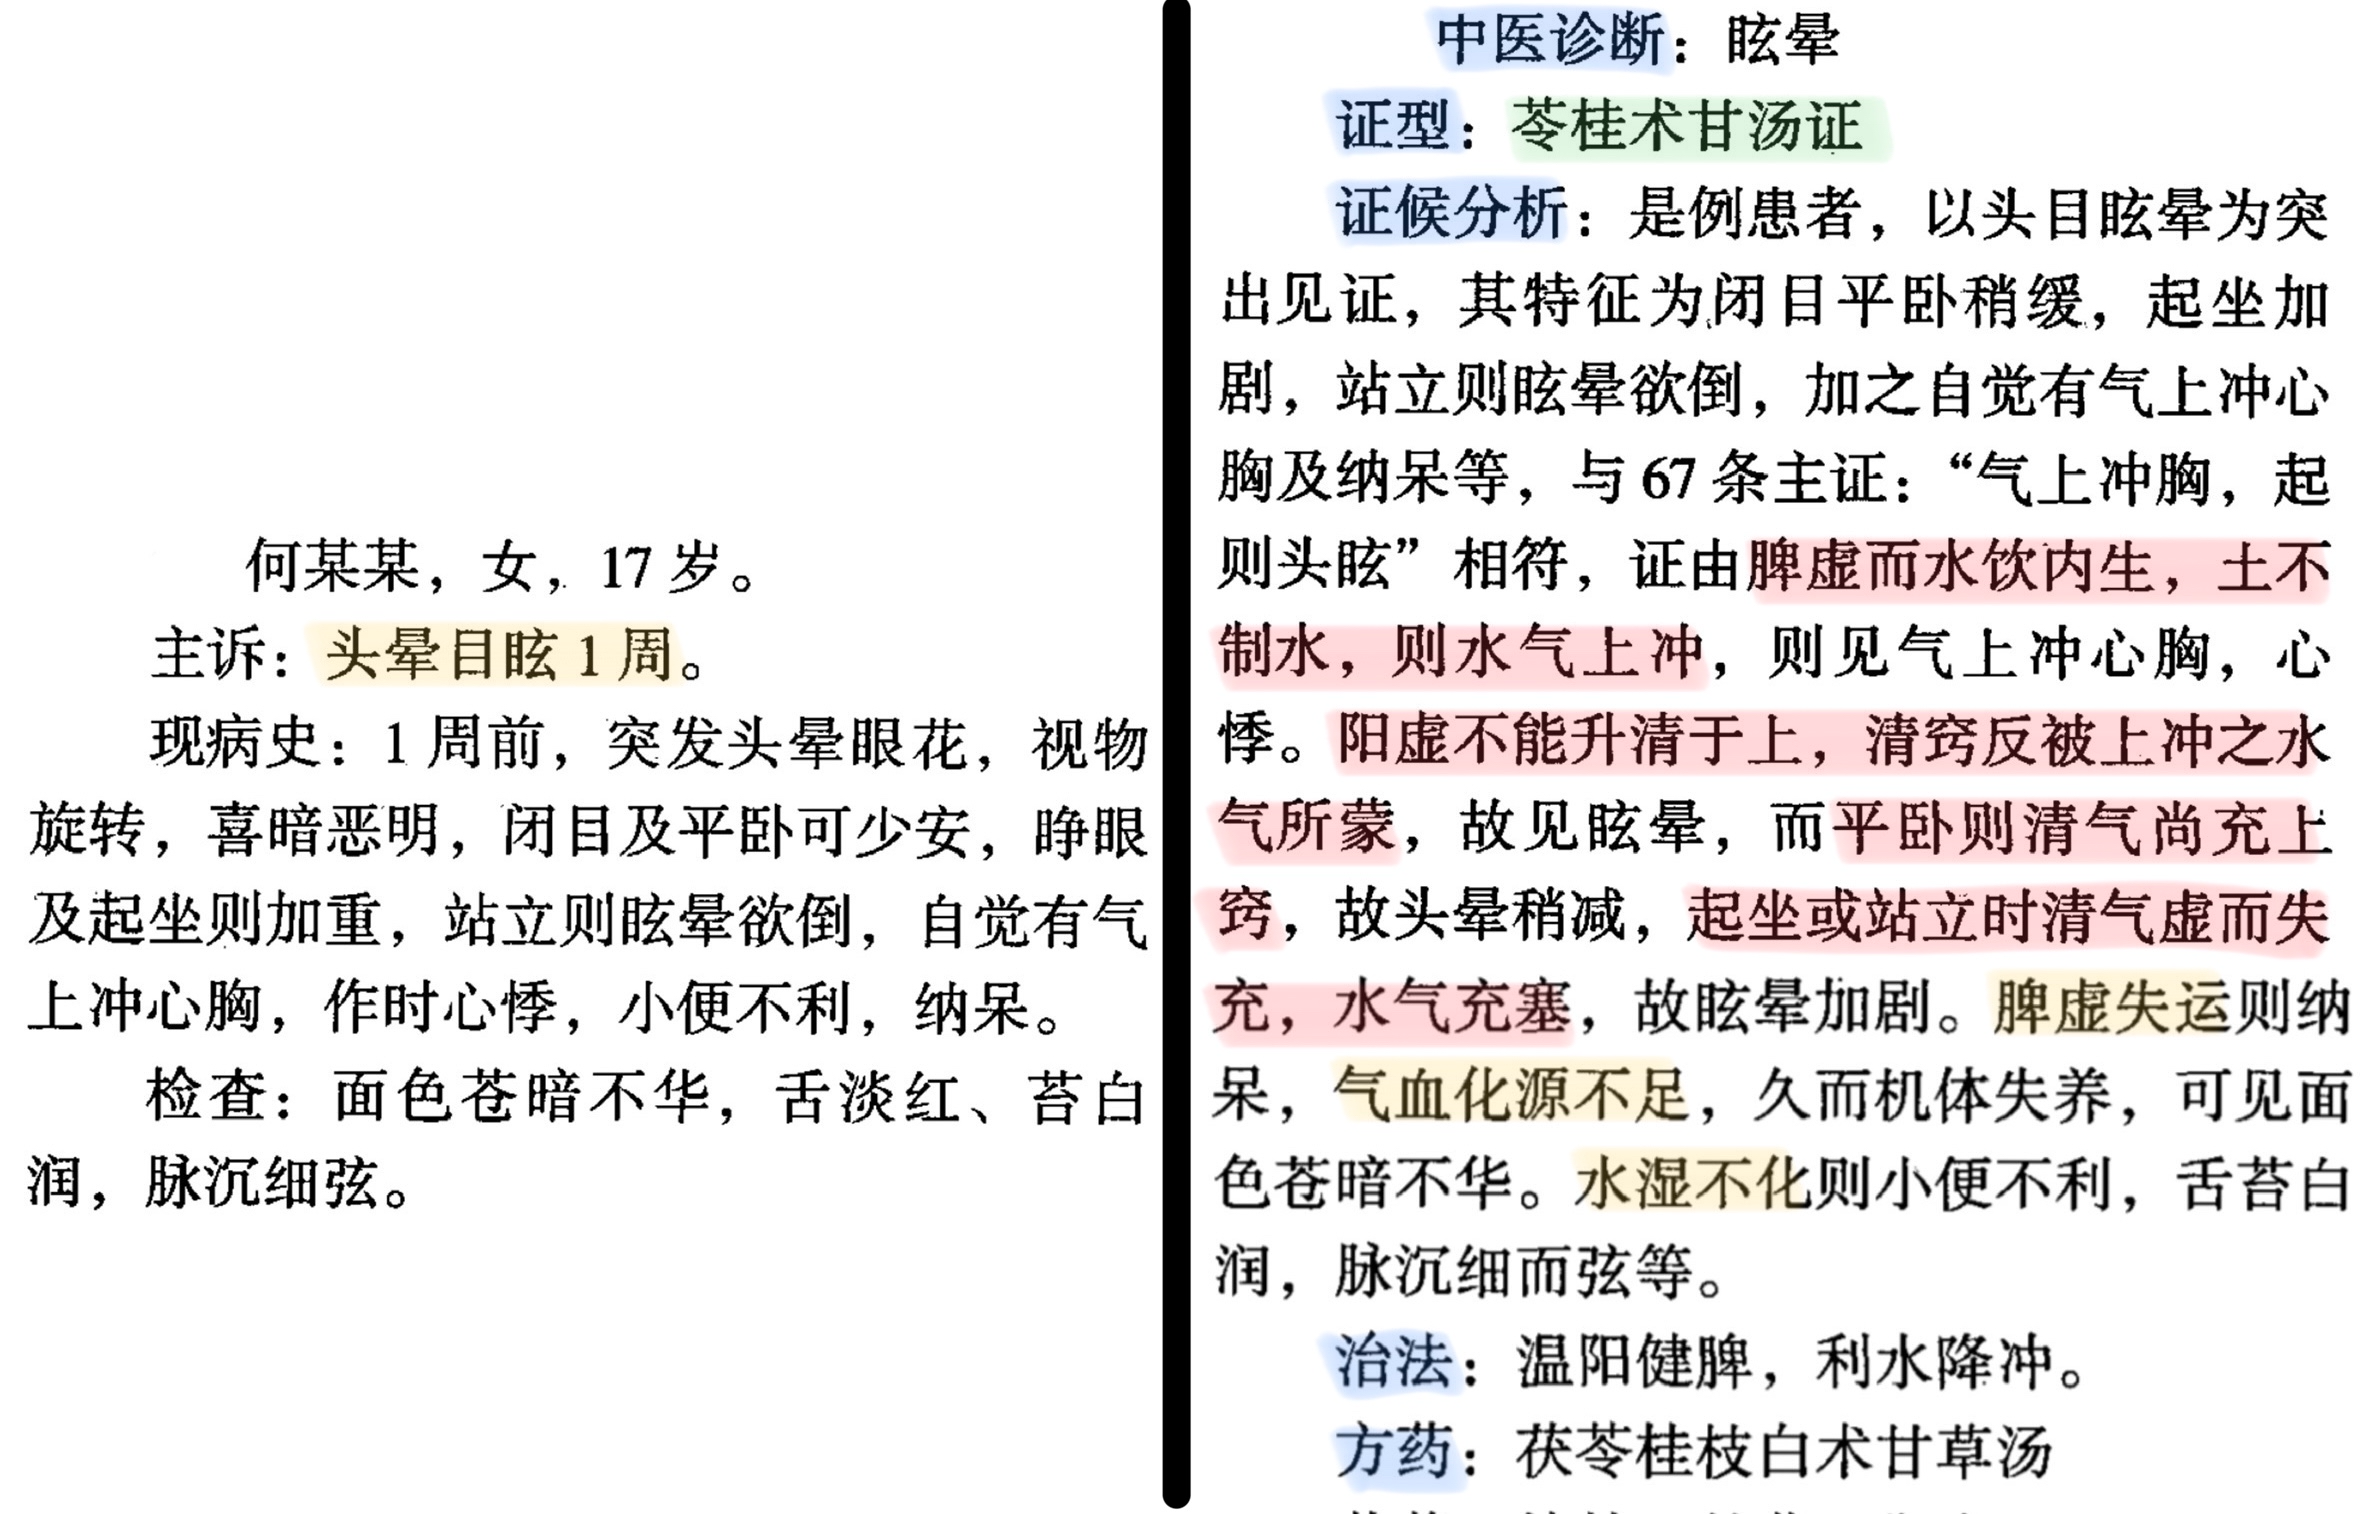 何某某，女，17岁。
主诉：头晕目眩1周。
现病史：1周前，突发头晕眼花，视物
旋转，喜暗恶明，闭目及平卧可少安，睁眼
及起坐则加重，站立则眩晕欲倒，自觉有气
上冲心胸，作时心悸，小便不利，纳呆。
检查：面色苍暗不华，舌淡红、苔白
润，脉沉细弦。
中医诊断：眩晕
证型：苓桂术甘汤证
证候分析：是例患者，以头目眩晕为突
出见证，其特征为闭目平卧稍缓，起坐加
剧，站立则眩晕欲倒，加之自觉有气上冲心
胸及纳呆等，与67条主证：“气上冲胸，起
则头眩”相符，证由脾虚而水饮内生，土不
制水，则水气上冲，则见气上冲心胸，心
悸。阳虚不能升清于上，清窍反被上冲之水
气所蒙，故见眩晕，而平卧则清气尚充上
窍，故头晕稍减，起坐或站立时清气虚而失
充，水气充塞，故眩晕加剧。脾虚失运则纳
呆，气血化源不足，久而机体失养，可见面
色苍暗不华。水湿不化则小便不利，舌苔白
润，脉沉细而弦等。
治法：温阳健脾，利水降冲。
方药：茯苓桂枝白术甘草汤